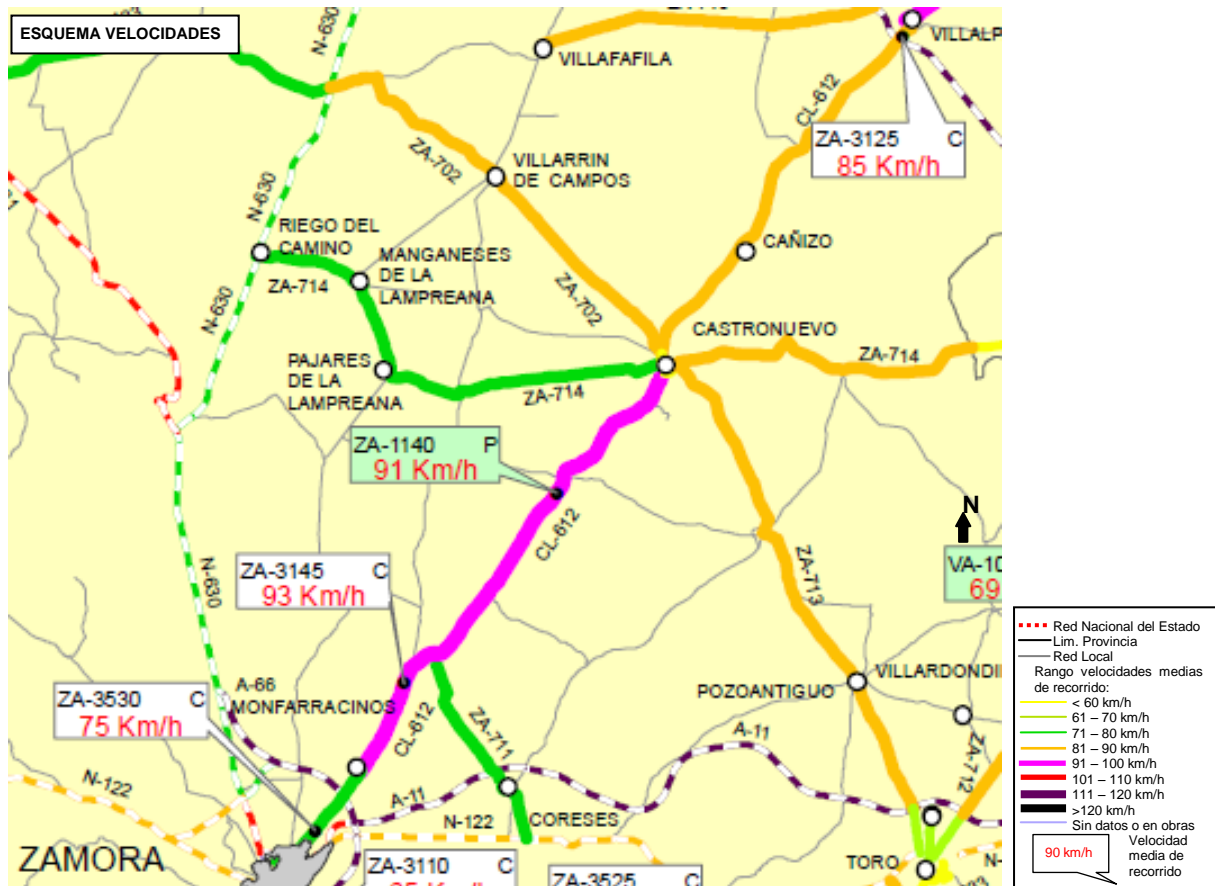 ESQUEMA VELOCIDADES
N-630
VILLAFAFILA
CL-612
ZA-3125 C
85 Km/h
ZA-702
VILLARRIN
DE CAMPOS
N-630
RIEGO DEL
CAMINO
MANGANESES
DE LA
LAMPREANA
CAÑIZO
ZA-714
N-630
ZA-702
CASTRONUEVO
ZA-714
PAJARES
DE LA
LAMPREANA
ZA-714
ZA-1140 P
91 Km/h
CL-612
N
ZA-713
N-630
ZA-3145 C
93 Km/h
VA-10
69
A-66
MONFARRACINOS
ZA-3530 C
75 Km/h
CL-612
ZA-711
POZOANTIGUO
VILLARDONDI
A-11
ZA-712
N-122
A-11
N-122
CORESES
ZAMORA
ZA-3110 C
ZA-3525 C
TORO
N-
Red Nacional del Estado
Lim. Provincia
Red Local
Rango velocidades medias
de recorrido:
< 60 km/h
61 – 70 km/h
71 – 80 km/h
81 – 90 km/h
91 – 100 km/h
101 – 110 km/h
111 – 120 km/h
>120 km/h
Sin datos o en obras
90 km/h
Velocidad
media de
recorrido